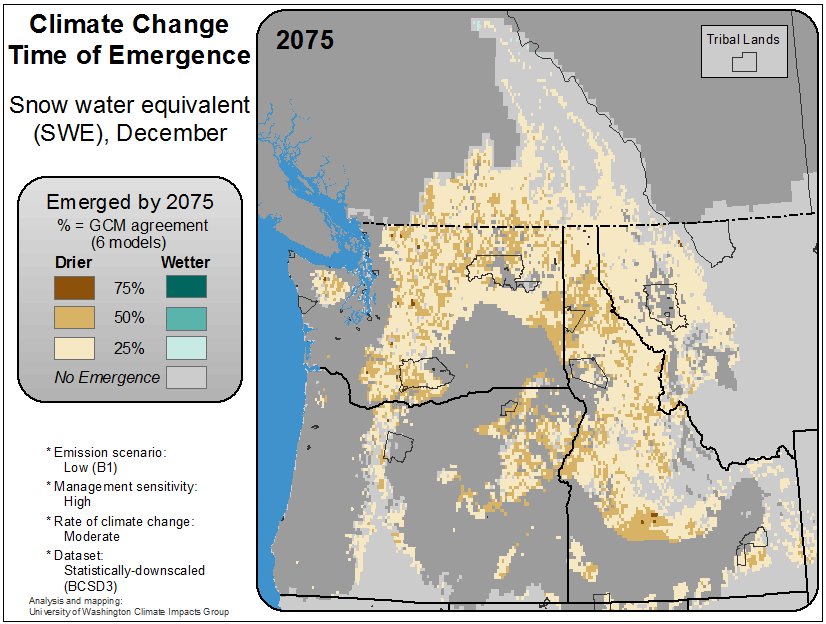 Climate Change
Time of Emergence
Snow water equivalent
(SWE), December
Emerged by 2075
% = GCM agreement
(6 models)
Drier
Wetter
75%
50%
25%
No Emergence
* Emission scenario:
Low (B1)
* Management sensitivity:
High
* Rate of climate change:
Moderate
* Dataset:
Statistically-downscaled
(BCSD3)
Analysis and mapping:
University of Washington Climate Impacts Group
2075
Tribal Lands